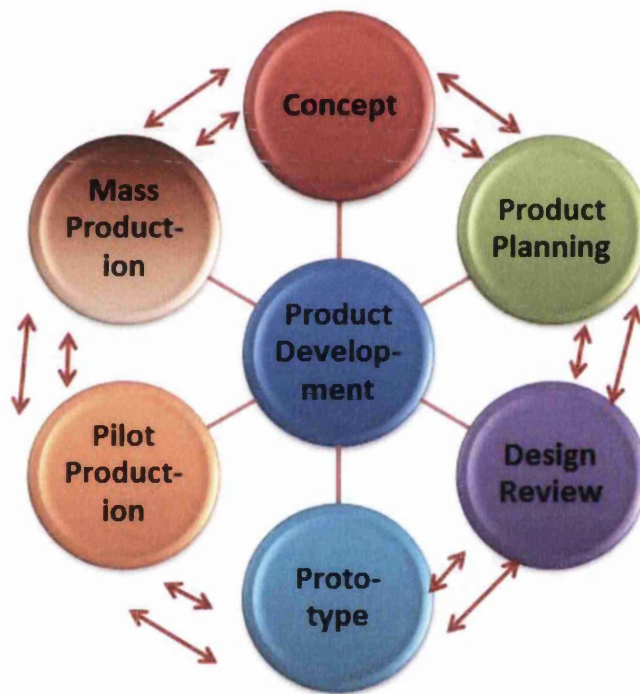 Concept
Product
Planning
Design
Review
Proto-
type
Pilot
Product-
ion
Mass
Product-
ion
Product
Develop-
ment